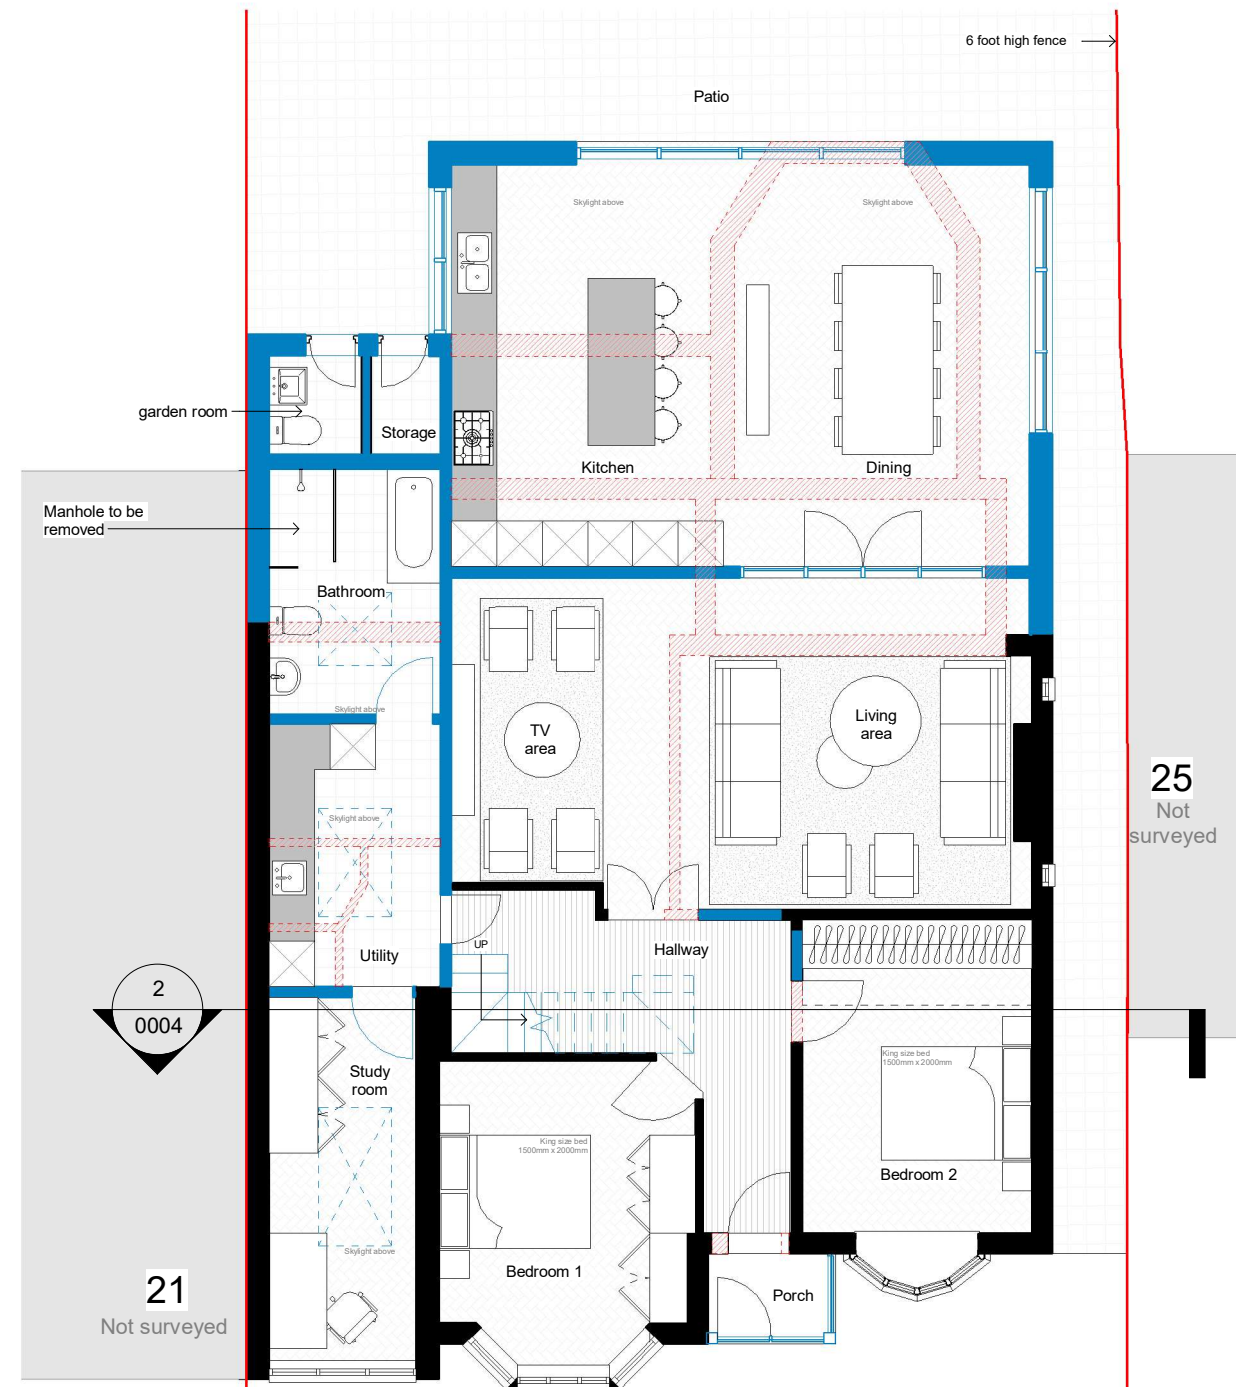 6 foot high fence
Patio
Skylight above
Skylight above
garden room
Storage
Kitchen
Dining
Manhole to be
removed
Bathroom
Skylight above
TV
area
Living
area
25
Not
surveyed
Skylight above
UP
Hallway
Utility
2
0004
Study
room
King size bed
1500mm x 2000mm
King size bed
1500mm x 2000mm
Bedroom 2
Skylight above
Bedroom 1
Porch
21
Not surveyed